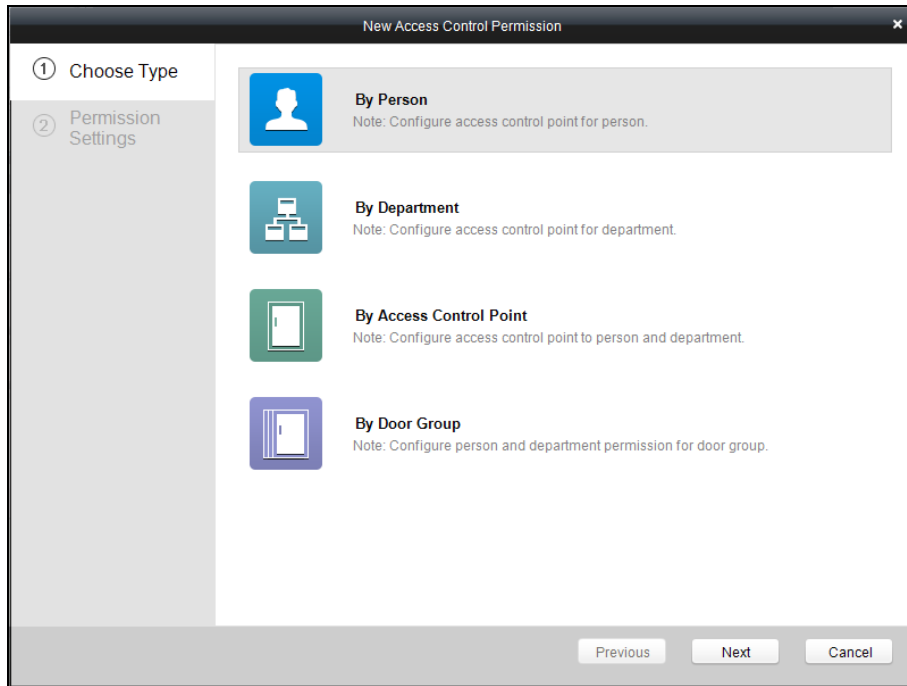 New Access Control Permission
×
1 Choose Type
2 Permission
Settings
By Person
Note: Configure access control point for person.
By Department
Note: Configure access control point for department.
By Access Control Point
Note: Configure access control point to person and department.
By Door Group
Note: Configure person and department permission for door group.
Previous Next Cancel